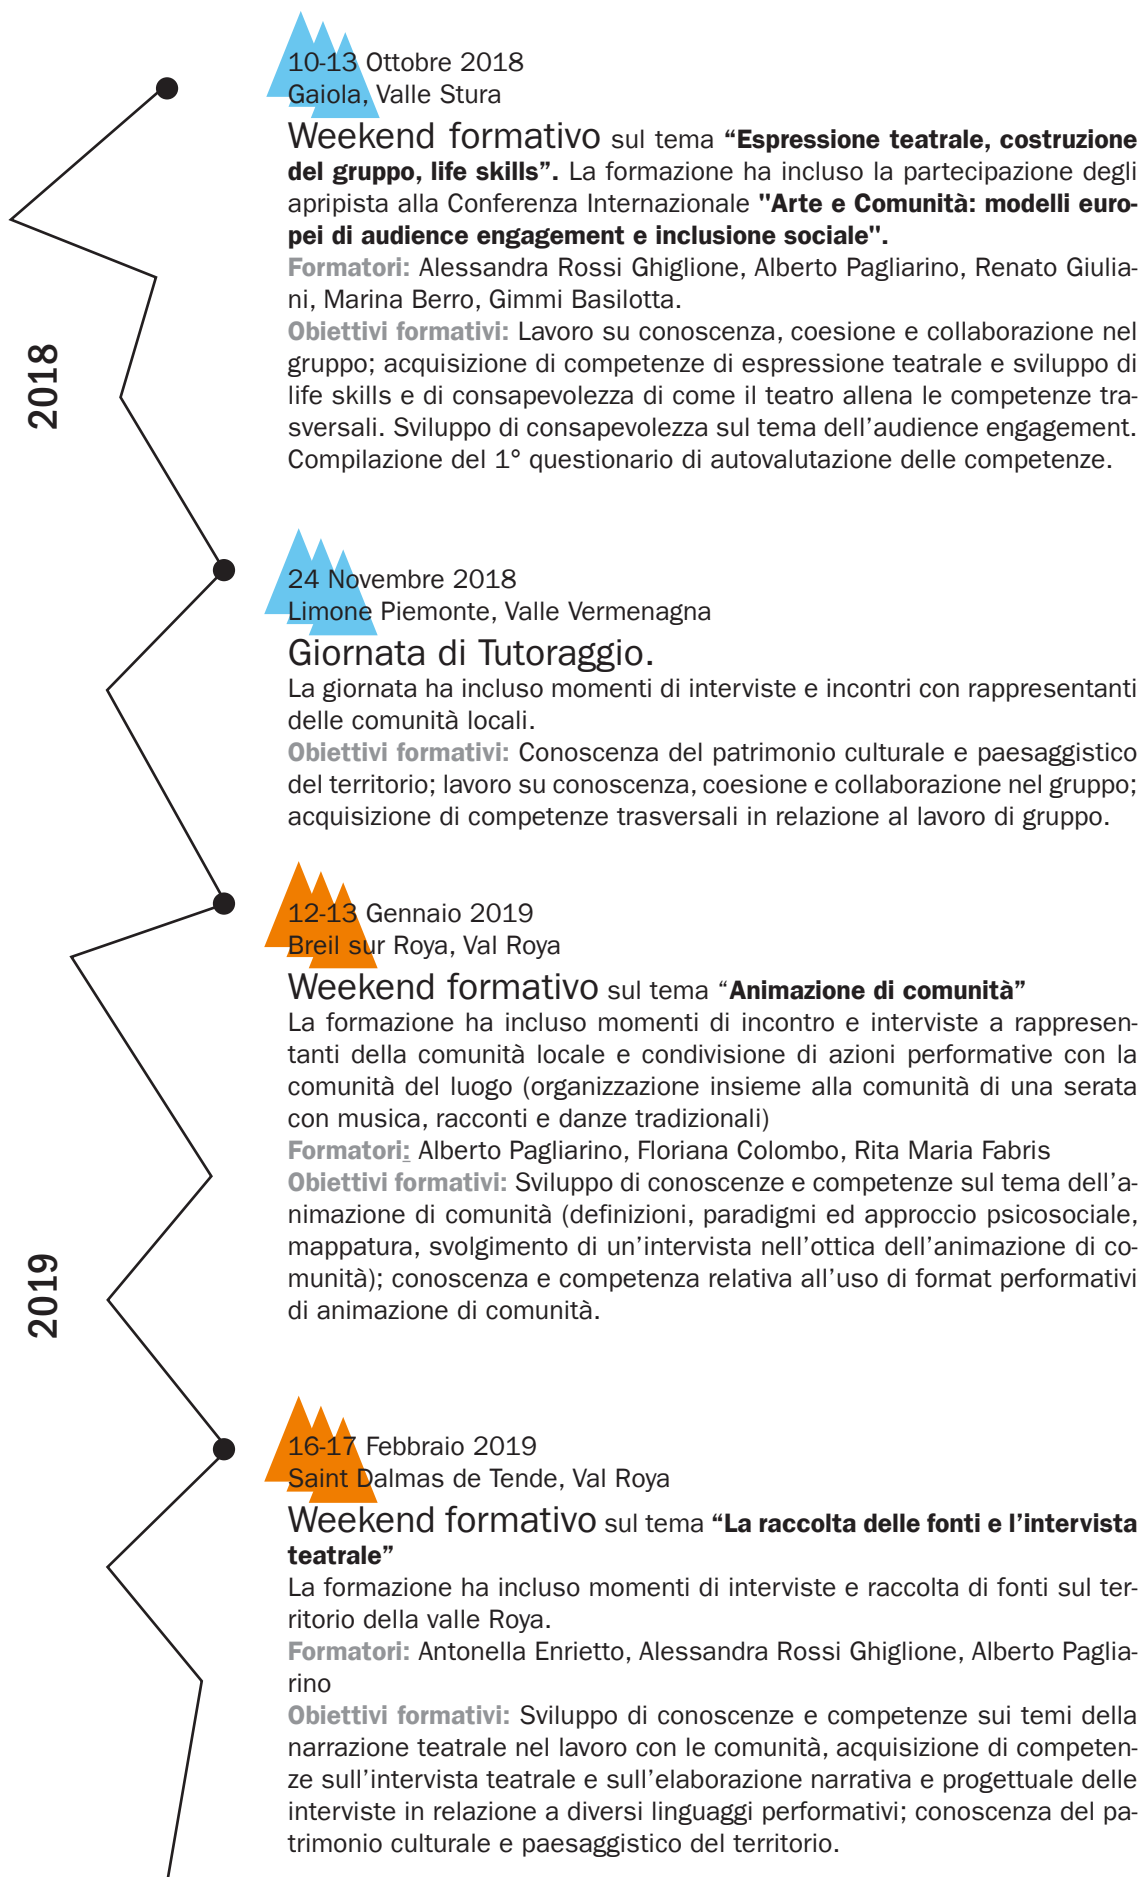 10-13 Ottobre 2018
Gaiola, Valle Stura
Weekend formativo sul tema “Espressione teatrale, costruzione
del gruppo, life skills”. La formazione ha incluso la partecipazione degli
apripista alla Conferenza Internazionale "Arte e Comunità: modelli euro-
pei di audience engagement e inclusione sociale".
Formatori: Alessandra Rossi Ghiglione, Alberto Pagliarino, Renato Giulia-
ni, Marina Berro, Gimmi Basilotta.
Obiettivi formativi: Lavoro su conoscenza, coesione e collaborazione nel
gruppo; acquisizione di competenze di espressione teatrale e sviluppo di
life skills e di consapevolezza di come il teatro allena le competenze tra-
sversali. Sviluppo di consapevolezza sul tema dell’audience engagement.
Compilazione del 1° questionario di autovalutazione delle competenze.
2018
24 Novembre 2018
Limone Piemonte, Valle Vermenagna
Giornata di Tutoraggio.
La giornata ha incluso momenti di interviste e incontri con rappresentanti
delle comunità locali.
Obiettivi formativi: Conoscenza del patrimonio culturale e paesaggistico
del territorio; lavoro su conoscenza, coesione e collaborazione nel gruppo;
acquisizione di competenze trasversali in relazione al lavoro di gruppo.
12-13 Gennaio 2019
Breil sur Roya, Val Roya
Weekend formativo sul tema “Animazione di comunità”
La formazione ha incluso momenti di incontro e interviste a rappresen-
tanti della comunità locale e condivisione di azioni performative con la
comunità del luogo (organizzazione insieme alla comunità di una serata
con musica, racconti e danze tradizionali)
Formatori: Alberto Pagliarino, Floriana Colombo, Rita Maria Fabris
Obiettivi formativi: Sviluppo di conoscenze e competenze sul tema dell’a-
nimazione di comunità (definizioni, paradigmi ed approccio psicosociale,
mappatura, svolgimento di un’intervista nell’ottica dell’animazione di co-
munità); conoscenza e competenza relativa all’uso di format performativi
di animazione di comunità.
2019
16-17 Febbraio 2019
Saint Dalmas de Tende, Val Roya
Weekend formativo sul tema “La raccolta delle fonti e l’intervista
teatrale”
La formazione ha incluso momenti di interviste e raccolta di fonti sul ter-
ritorio della valle Roya.
Formatori: Antonella Enrietto, Alessandra Rossi Ghiglione, Alberto Paglia-
rino
Obiettivi formativi: Sviluppo di conoscenze e competenze sui temi della
narrazione teatrale nel lavoro con le comunità, acquisizione di competen-
ze sull’intervista teatrale e sull’elaborazione narrativa e progettuale delle
interviste in relazione a diversi linguaggi performativi; conoscenza del pa-
trimonio culturale e paesaggistico del territorio.